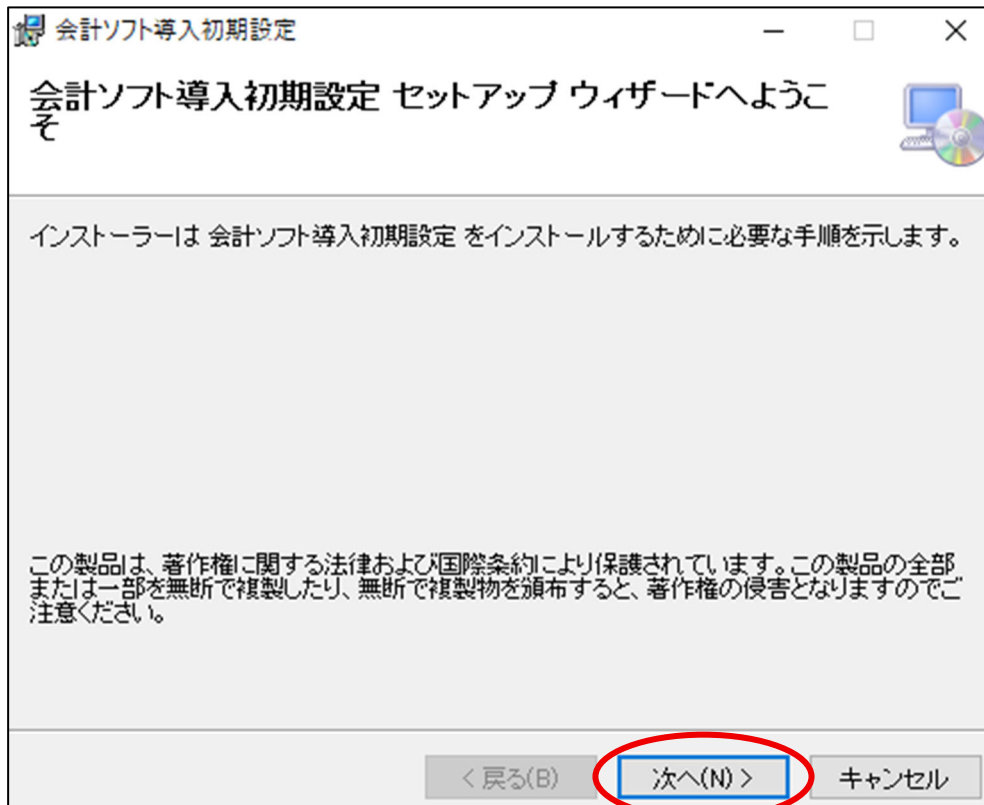 会計ソフト導入初期設定
会計ソフト導入初期設定 セットアップ ウィザードへようこ
そ
インストーラーは 会計ソフト導入初期設定 をインストールするために必要な手順を示します。
この製品は、著作権に関する法律および国際条約により保護されています。この製品の全部
または一部を無断で複製したり、無断で複製物を頒布すると、著作権の侵害となりますのでご
注意ください。
< 戻る(B) 次へ(N) > キャンセル